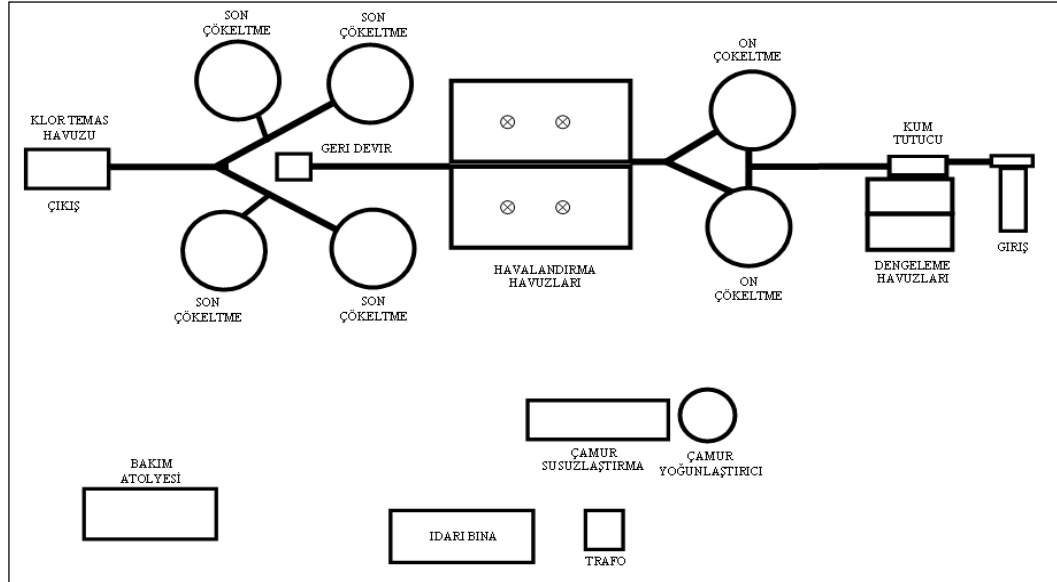 SON
ÇÖKELTME
SON
ÇÖKELTME
ON
ÇOKELTME
KLOR TEMAS
HAVUZU
GERI DEVIR
KUM
TUTUCU
ÇIKIŞ
GIRIŞ
HAVALANDIRMA
HAVUZLARI
DENGELEME
HAVUZLARI
ON
ÇÖKELTME
SON
ÇÖKELTME
SON
ÇÖKELTME
ÇAMUR
SUSUZLAŞTIRMA
ÇAMUR
YOĞUNLAŞTIRICI
BAKIM
ATOLYESİ
IDARI BINA
TRAFO